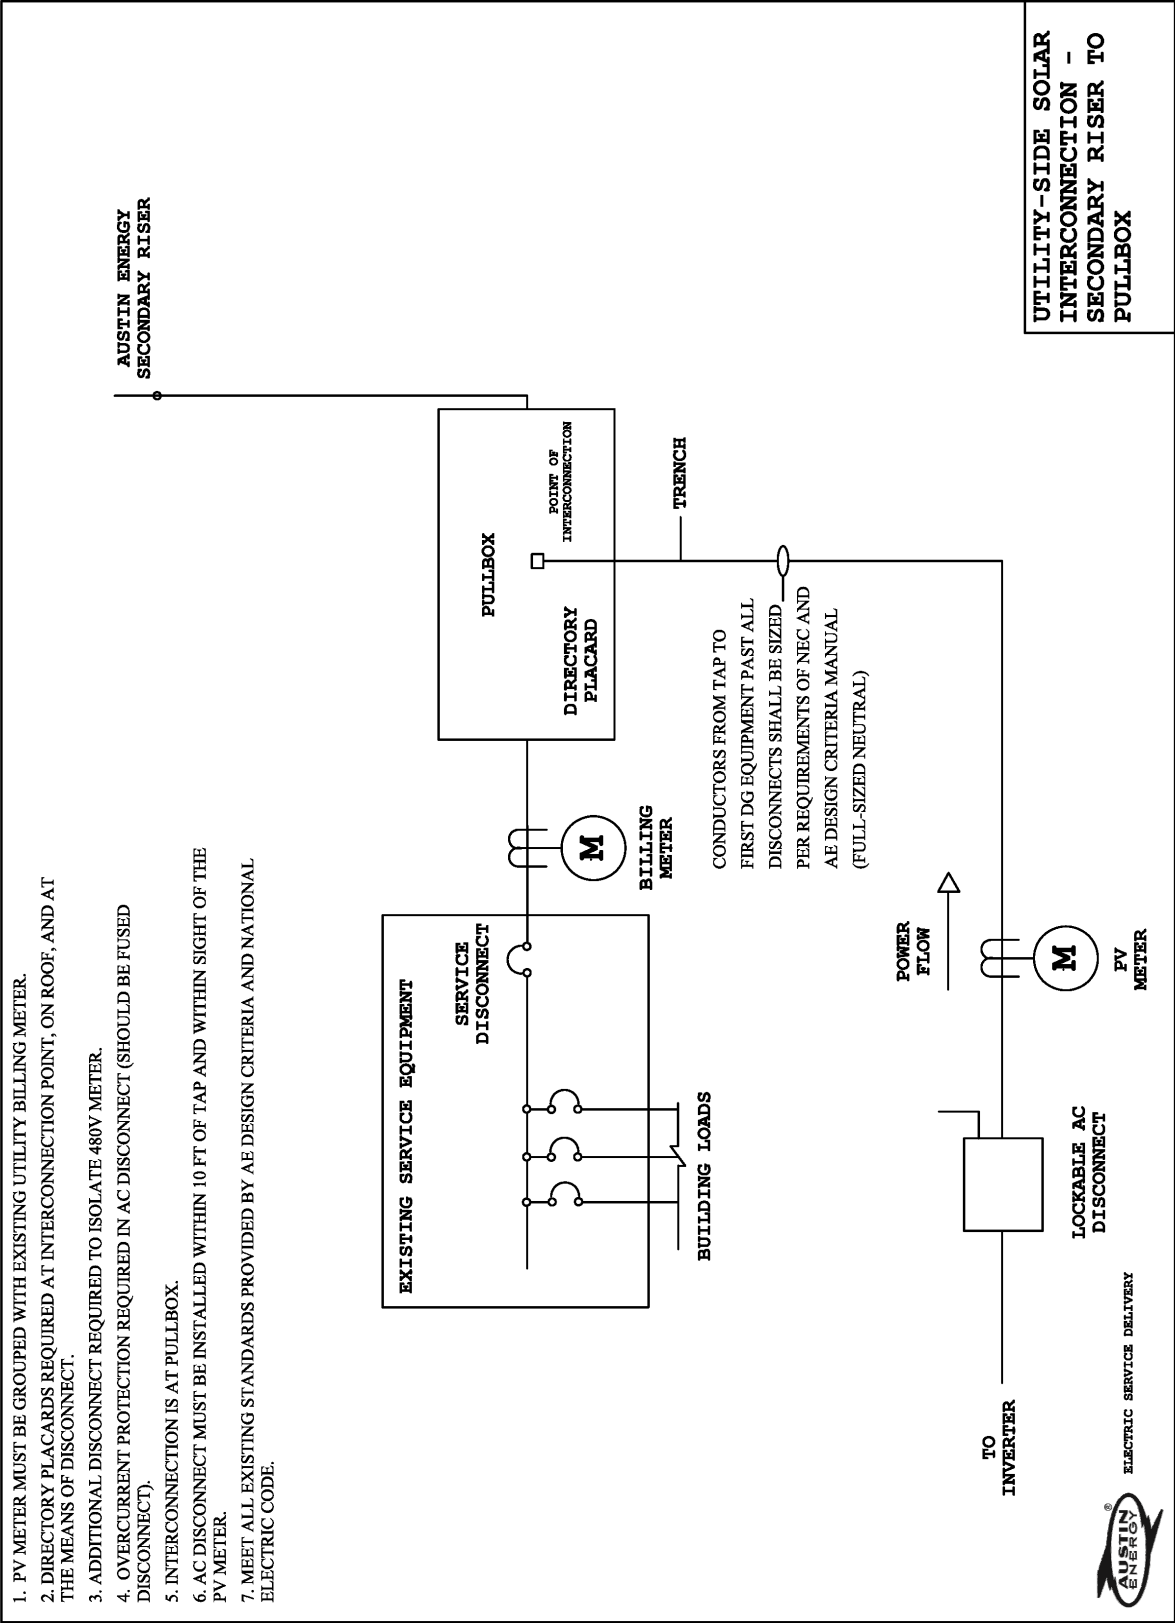 1. PV METER MUST BE GROUPED WITH EXISTING UTILITY BILLING METER.
2. DIRECTORY PLACARDS REQUIRED AT INTERCONNECTION POINT, ON ROOF, AND AT
THE MEANS OF DISCONNECT.
3. ADDITIONAL DISCONNECT REQUIRED TO ISOLATE 480V METER.
4. OVERCURRENT PROTECTION REQUIRED IN AC DISCONNECT (SHOULD BE FUSED
DISCONNECT).
5. INTERCONNECTION IS AT PULLBOX.
6. AC DISCONNECT MUST BE INSTALLED WITHIN 10 FT OF TAP AND WITHIN SIGHT OF THE
PV METER.
7. MEET ALL EXISTING STANDARDS PROVIDED BY AE DESIGN CRITERIA AND NATIONAL
ELECTRIC CODE.
AUSTIN ENERGY
SECONDARY RISER
EXISTING SERVICE EQUIPMENT
SERVICE
DISCONNECT
PULLBOX
POINT OF
INTERCONNECTION
DIRECTORY
PLACARD
M
BILLING
METER
TRENCH
BUILDING LOADS
CONDUCTORS FROM TAP TO
FIRST DG EQUIPMENT PAST ALL
DISCONNECTS SHALL BE SIZED
PER REQUIREMENTS OF NEC AND
AE DESIGN CRITERIA MANUAL
(FULL-SIZED NEUTRAL)
POWER
FLOW
TO
INVERTER
LOCKABLE AC
DISCONNECT
M
PV
METER
AUSTIN
ENERGY
®
ELECTRIC SERVICE DELIVERY
UTILITY-SIDE SOLAR
INTERCONNECTION -
SECONDARY RISER TO
PULLBOX